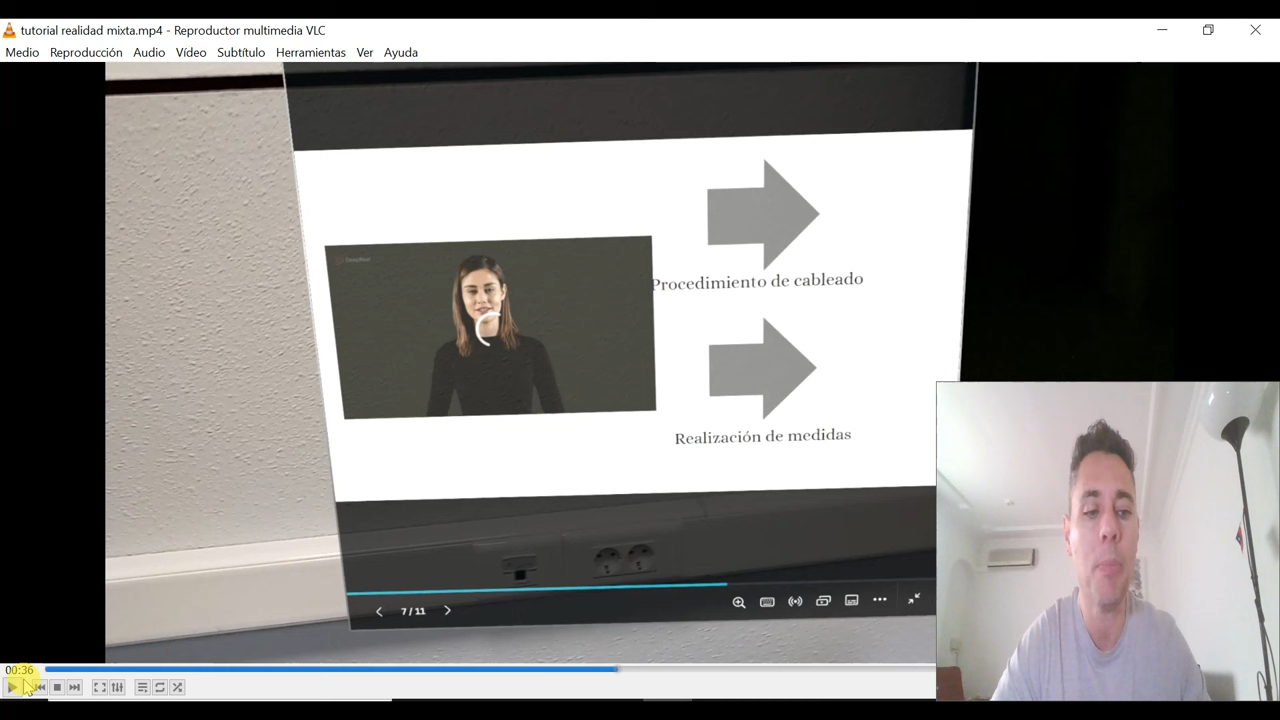 tutorial realidad mixta.mp4 - Reproductor multimedia VLC
Medio Reproducción Audio Vídeo Subtítulo Herramientas Ver Ayuda
Procedimiento de cableado
Realización de medidas
7/11
00:36